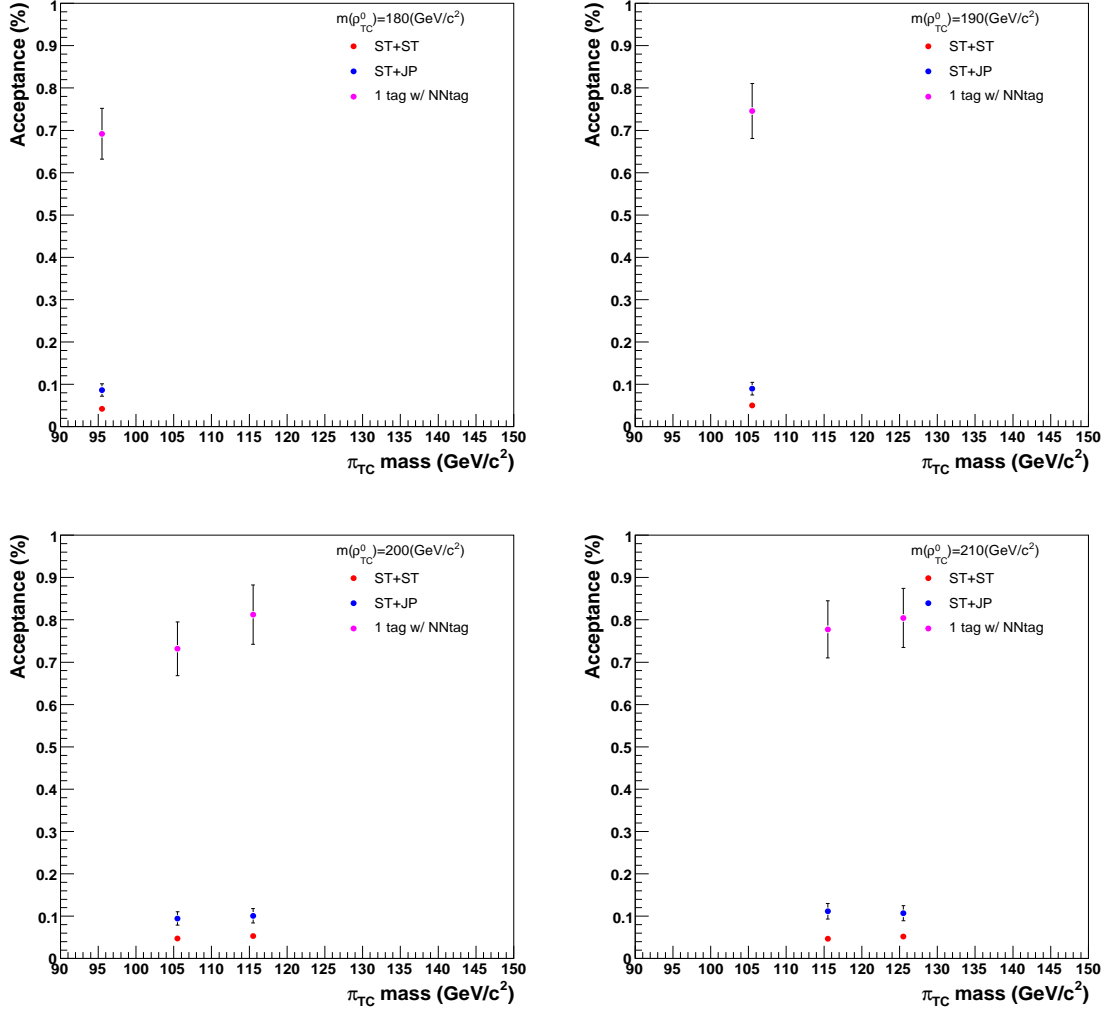 m(ρ⁰_TC)=180(GeV/c²)
ST+ST
ST+JP
1 tag w/ NNtag
Acceptance (%)
1
0.9
0.8
0.7
0.6
0.5
0.4
0.3
0.2
0.1
0
90 95 100 105 110 115 120 125 130 135 140 145 150
π_TC mass (GeV/c²)
m(ρ⁰_TC)=190(GeV/c²)
ST+ST
ST+JP
1 tag w/ NNtag
Acceptance (%)
1
0.9
0.8
0.7
0.6
0.5
0.4
0.3
0.2
0.1
0
90 95 100 105 110 115 120 125 130 135 140 145 150
π_TC mass (GeV/c²)
m(ρ⁰_TC)=200(GeV/c²)
ST+ST
ST+JP
1 tag w/ NNtag
Acceptance (%)
1
0.9
0.8
0.7
0.6
0.5
0.4
0.3
0.2
0.1
0
90 95 100 105 110 115 120 125 130 135 140 145 150
π_TC mass (GeV/c²)
m(ρ⁰_TC)=210(GeV/c²)
ST+ST
ST+JP
1 tag w/ NNtag
Acceptance (%)
1
0.9
0.8
0.7
0.6
0.5
0.4
0.3
0.2
0.1
0
90 95 100 105 110 115 120 125 130 135 140 145 150
π_TC mass (GeV/c²)